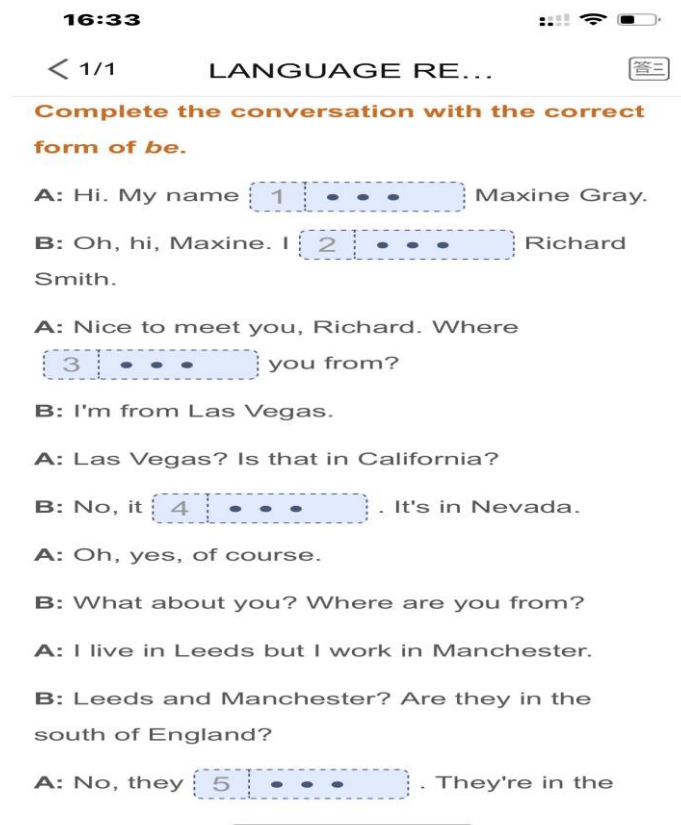 16:33
1/1 LANGUAGE RE... 答
Complete the conversation with the correct
form of be.
A: Hi. My name 1 ••• Maxine Gray.
B: Oh, hi, Maxine. I 2 ••• Richard
Smith.
A: Nice to meet you, Richard. Where
3 ••• you from?
B: I'm from Las Vegas.
A: Las Vegas? Is that in California?
B: No, it 4 ••• . It's in Nevada.
A: Oh, yes, of course.
B: What about you? Where are you from?
A: I live in Leeds but I work in Manchester.
B: Leeds and Manchester? Are they in the
south of England?
A: No, they 5 ••• . They're in the